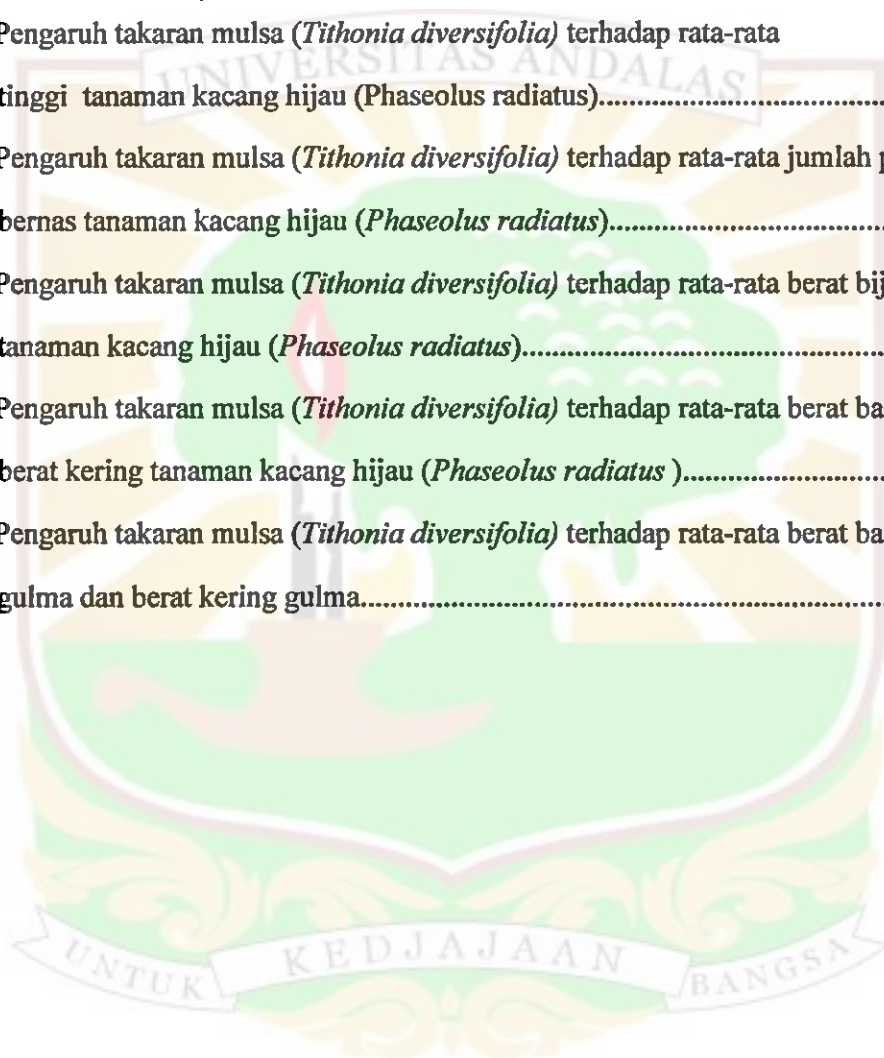 Pengaruh takaran mulsa (Tithonia diversifolia) terhadap rata-rata
UNIVERSITAS ANDALAS
tinggi tanaman kacang hijau (Phaseolus radiatus)....................................
Pengaruh takaran mulsa (Tithonia diversifolia) terhadap rata-rata jumlah
bernas tanaman kacang hijau (Phaseolus radiatus)....................................
Pengaruh takaran mulsa (Tithonia diversifolia) terhadap rata-rata berat bij
tanaman kacang hijau (Phaseolus radiatus)................................................
Pengaruh takaran mulsa (Tithonia diversifolia) terhadap rata-rata berat ba
berat kering tanaman kacang hijau (Phaseolus radiatus )..........................
Pengaruh takaran mulsa (Tithonia diversifolia) terhadap rata-rata berat ba
gulma dan berat kering gulma....................................................................
UNTUK KEDJAJAAN BANGSA